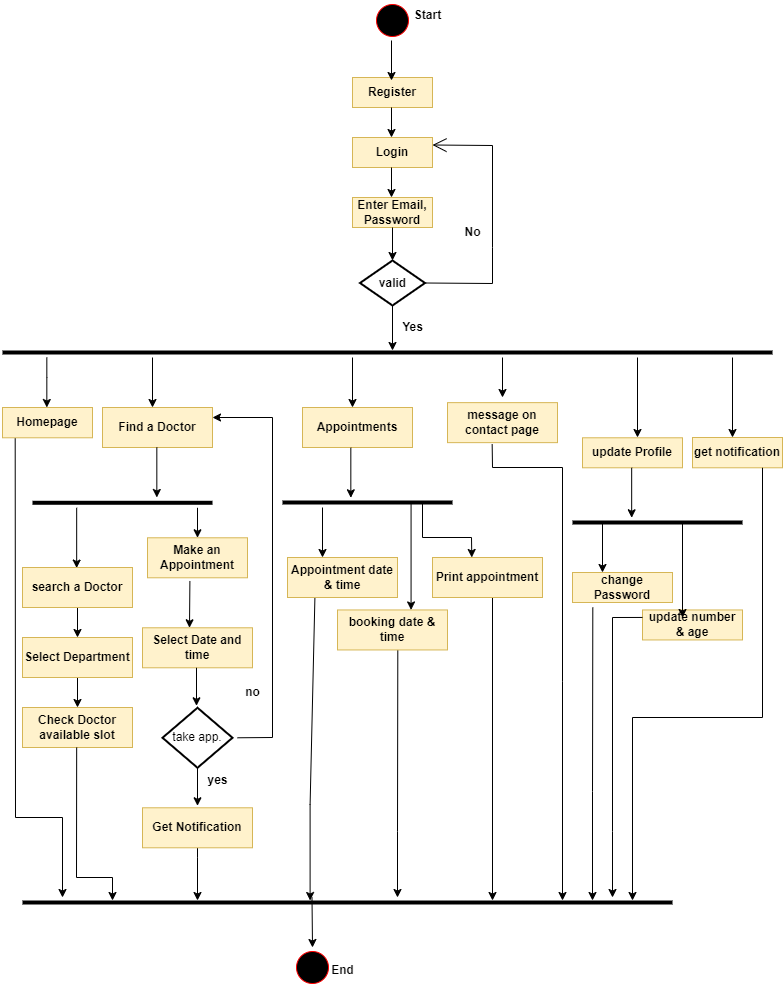 Start
Register
Login
Enter Email,
Password
No
valid
Yes
Homepage
Find a Doctor
Appointments
message on
contact page
update Profile
get notification
Make an
Appointment
search a Doctor
Appointment date
& time
Print appointment
change
Password
booking date &
time
update number
& age
Select Department
Select Date and
time
no
Check Doctor
available slot
take app.
yes
Get Notification
End